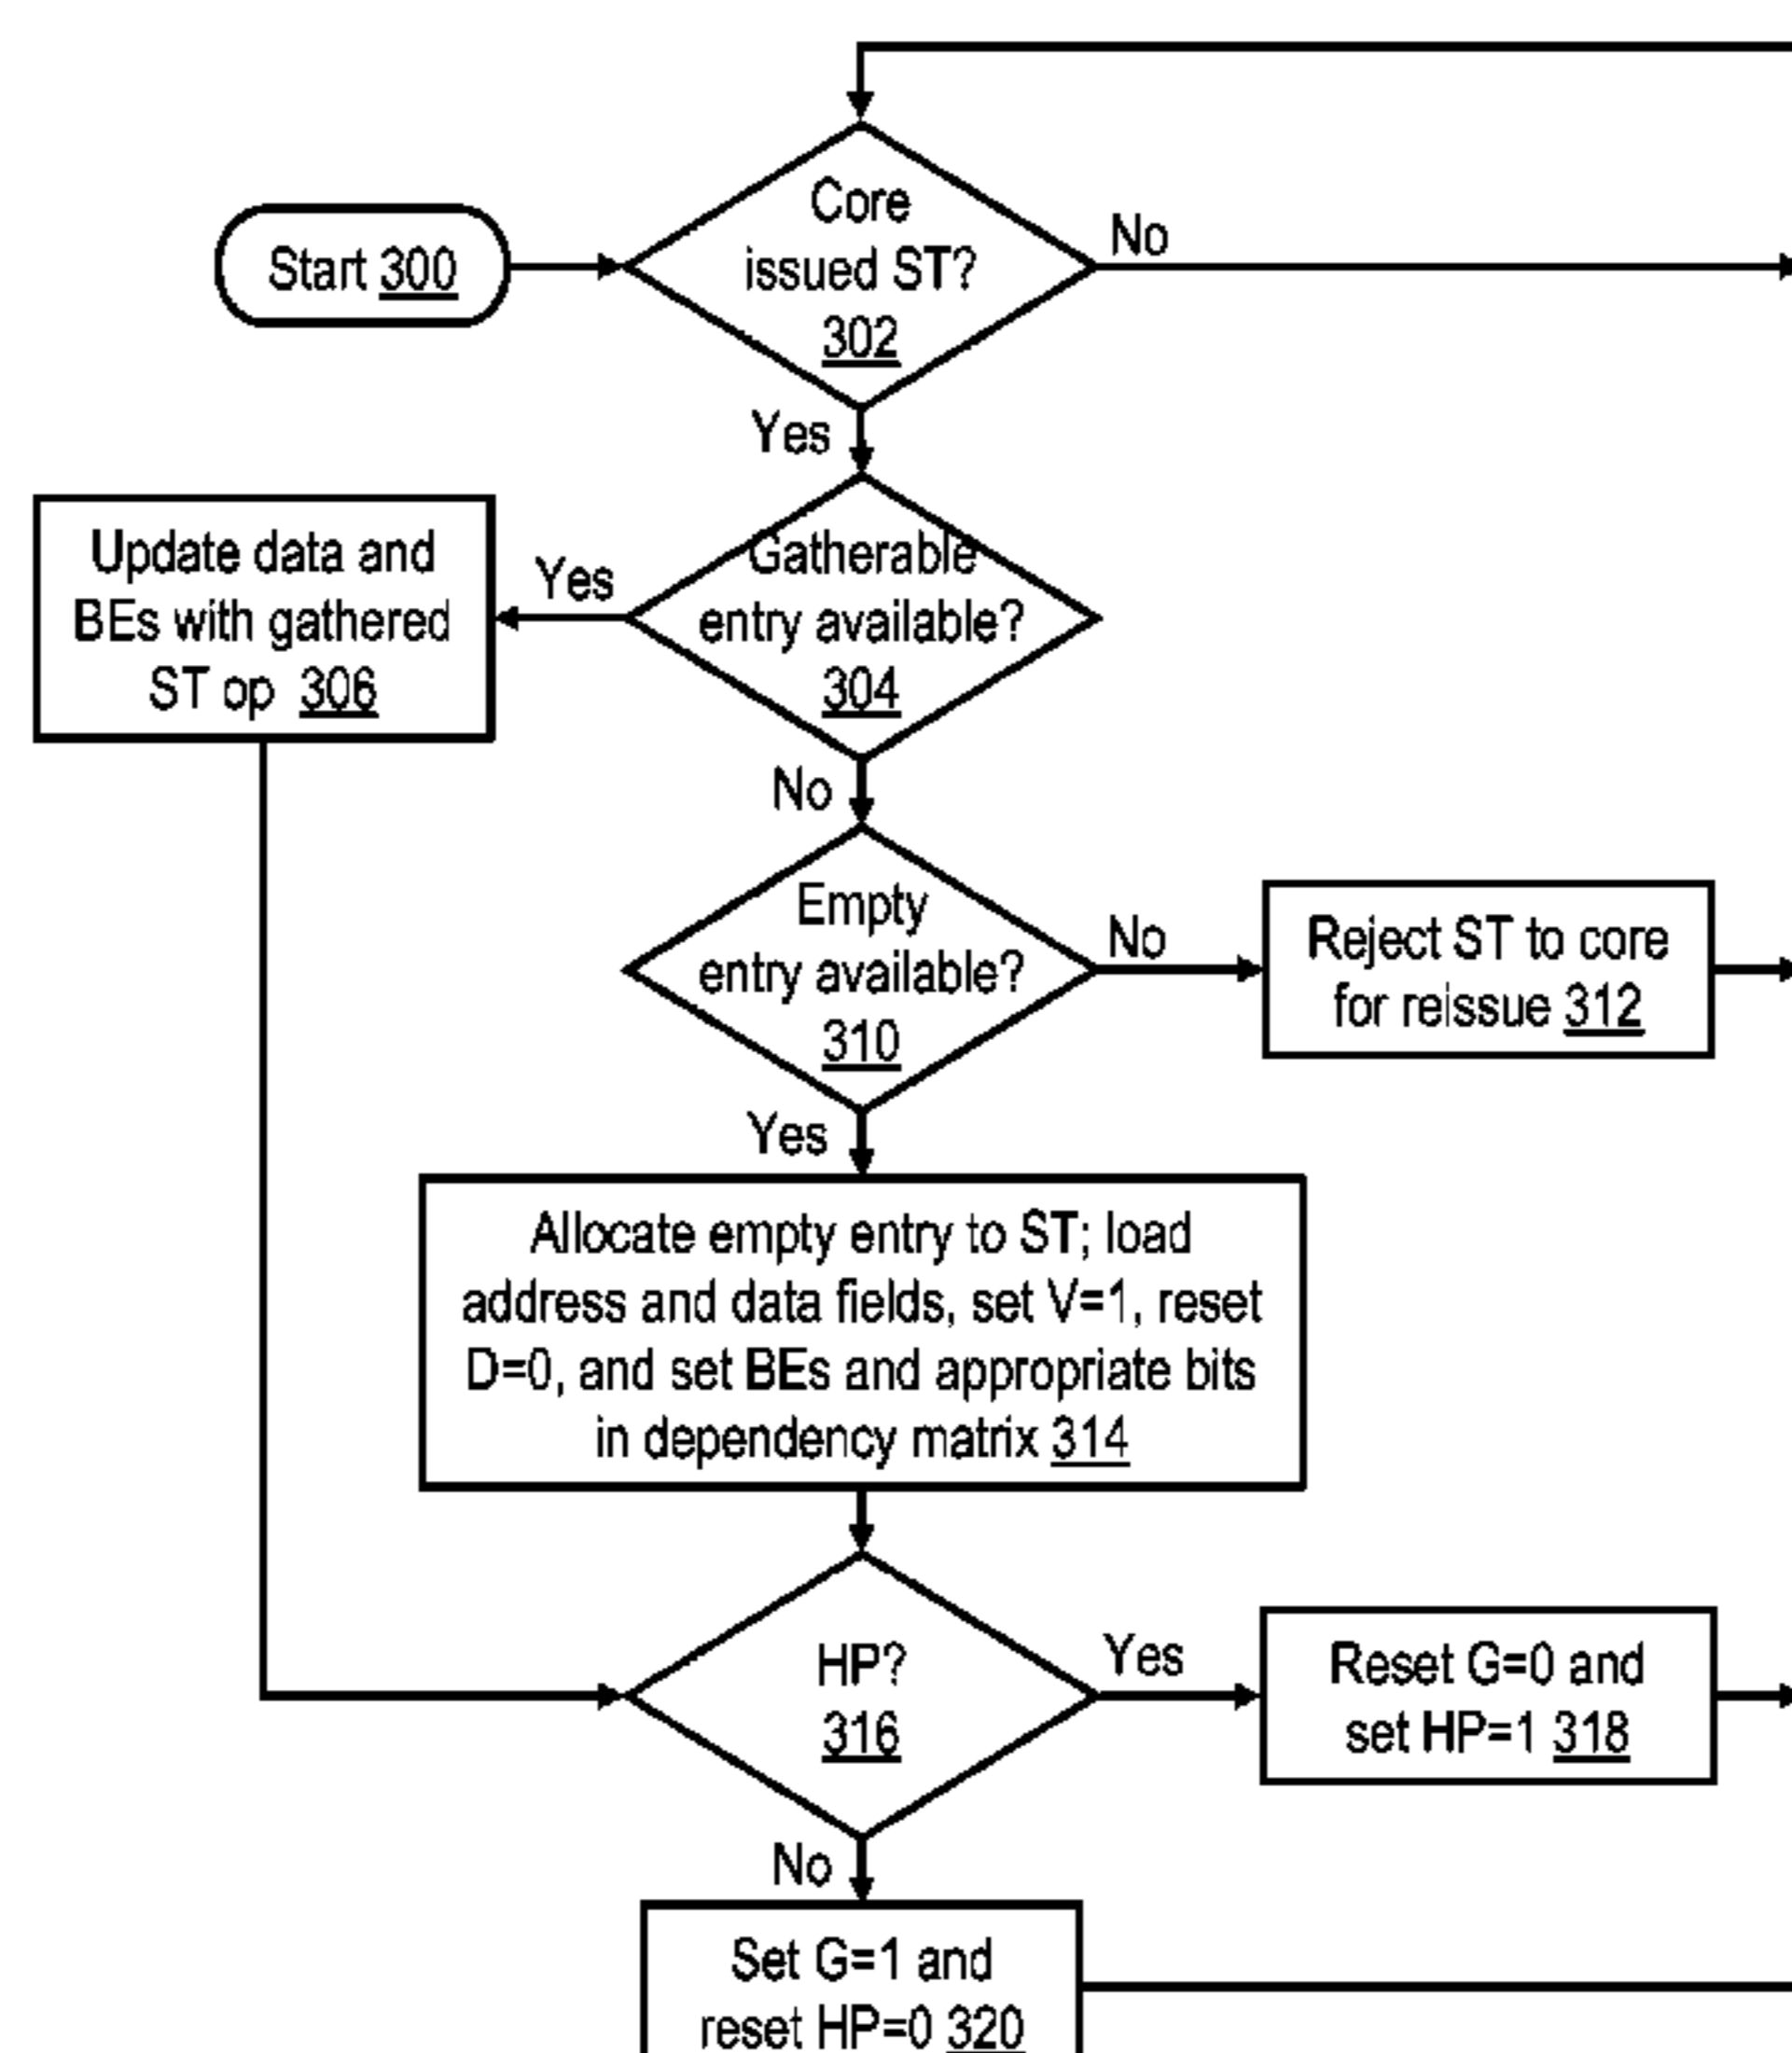 Core
issued ST?
302
Start 300
No
Yes
Gatherable
entry available?
304
Yes
Update data and
BEs with gathered
ST op 306
No
Empty
entry available?
310
No
Reject ST to core
for reissue 312
Yes
Allocate empty entry to ST; load
address and data fields, set V=1, reset
D=0, and set BEs and appropriate bits
in dependency matrix 314
HP?
316
Yes
Reset G=0 and
set HP=1 318
No
Set G=1 and
reset HP=0 320